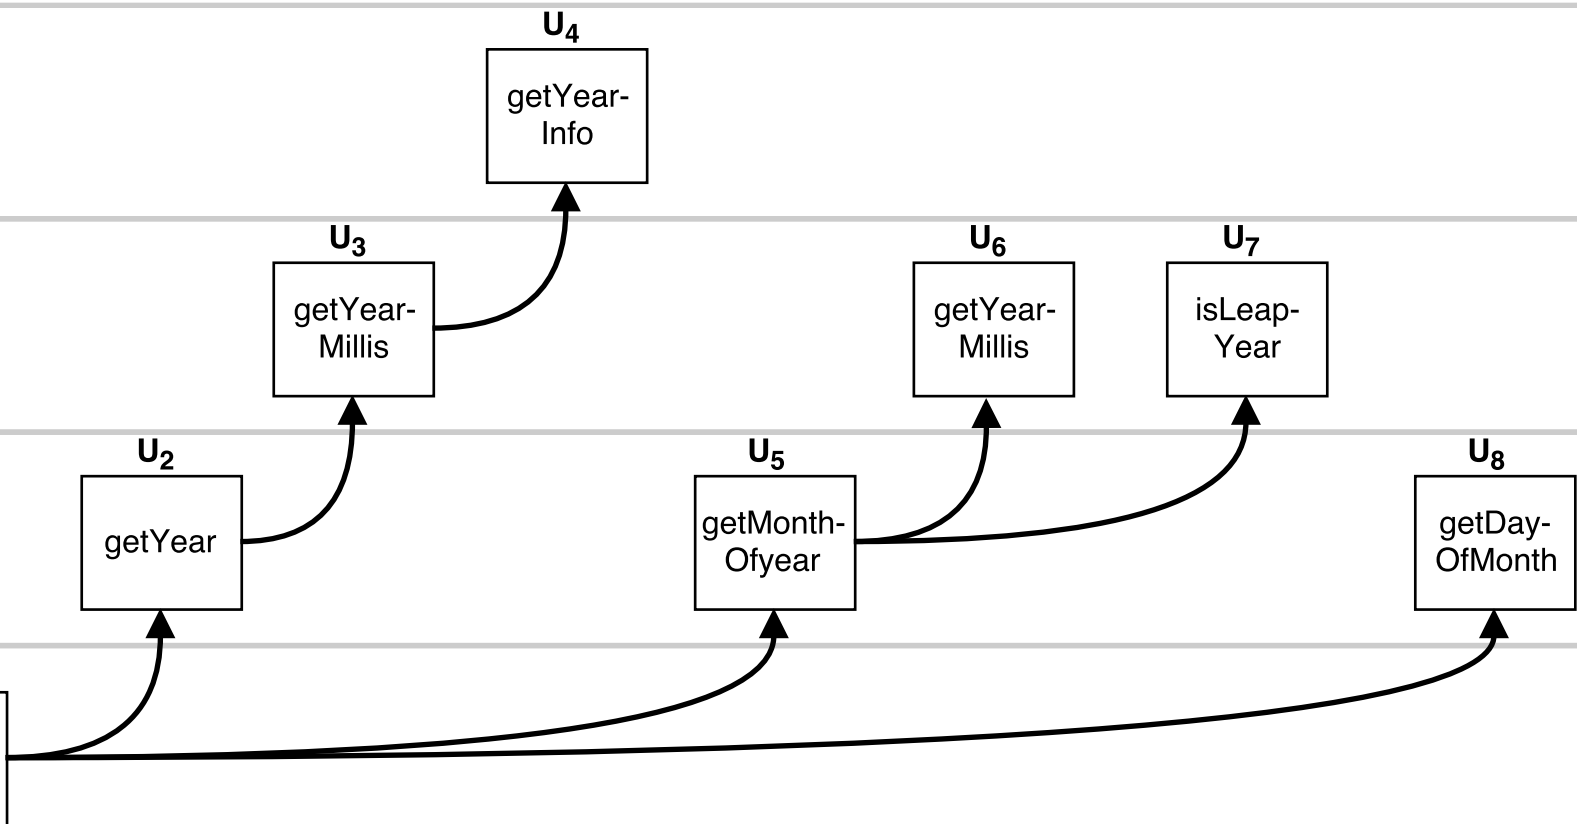 U4
getYear-
Info
U3
getYear-
Millis
U6
getYear-
Millis
U7
isLeap-
Year
U2
getYear
U5
getMonth-
Ofyear
U8
getDay-
OfMonth